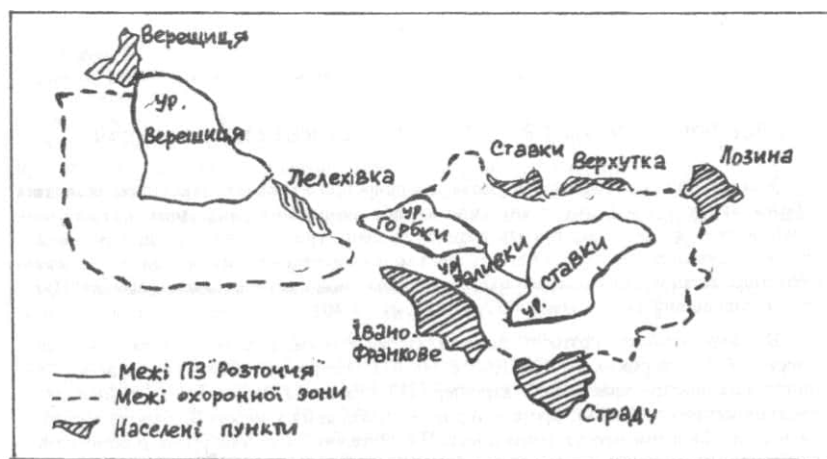 Верещиця
ур.
Верещиця
Лелехівка
Ставки
Верхутка
Лозина
ур.
Горбки
ур.
Заливки
ур. Ставки
Івано
Франкове
Страдч
Межі ПЗ "Розточчя
Межі охоронної зони
Населені пункти